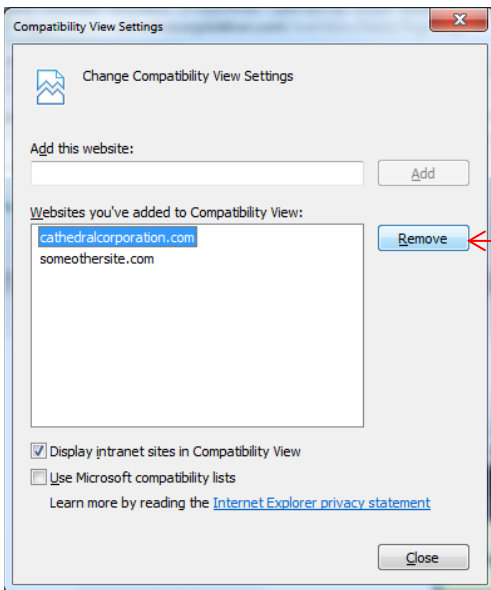 Compatibility View Settings
Change Compatibility View Settings
Add this website:
Add
Websites you've added to Compatibility View:
cathedralcorporation.com
Remove
someothersite.com
Display intranet sites in Compatibility View
Use Microsoft compatibility lists
Learn more by reading the Internet Explorer privacy statement
Close